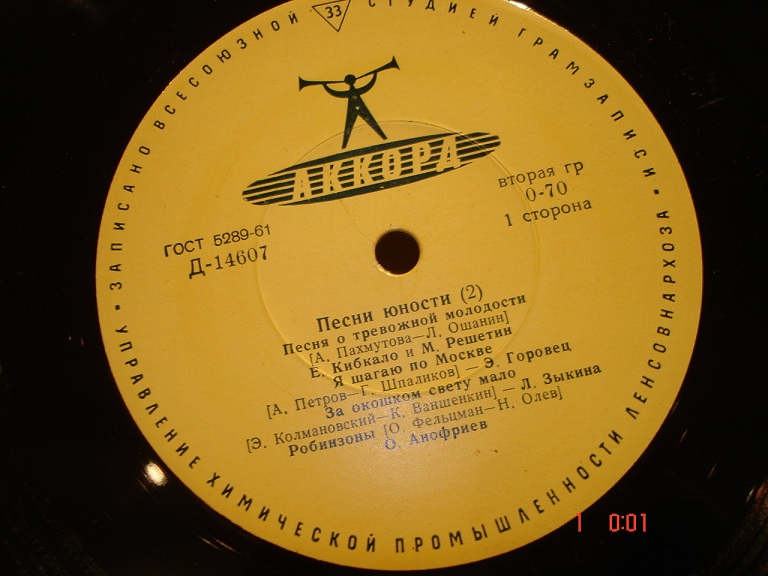 ЗАПИСАНО ВСЕСОЮЗНОЙ СТУДИЕЙ ГРАМЗАПИСИ
33
АККОРД
ГОСТ 5289-61
Д-14607
вторая гр
0-70
1 сторона
Песни юности (2)
Песня о тревожной молодости
[А. Пахмутова—Л. Ошанин]
Е. Кибкало и М. Решетин
Я шагаю по Москве
[А. Петров—Г. Шпаликов] — Э. Горовец
За окошком свету мало
[Э. Колмановский—К. Ваншенкин] — Л. Зыкина
Робинзоны [О. Фельцман—Н. Олев]
О. Анофриев
УПРАВЛЕНИЕ ХИМИЧЕСКОЙ ПРОМЫШЛЕННОСТИ ЛЕНСОВНАРХОЗА
1 0:01